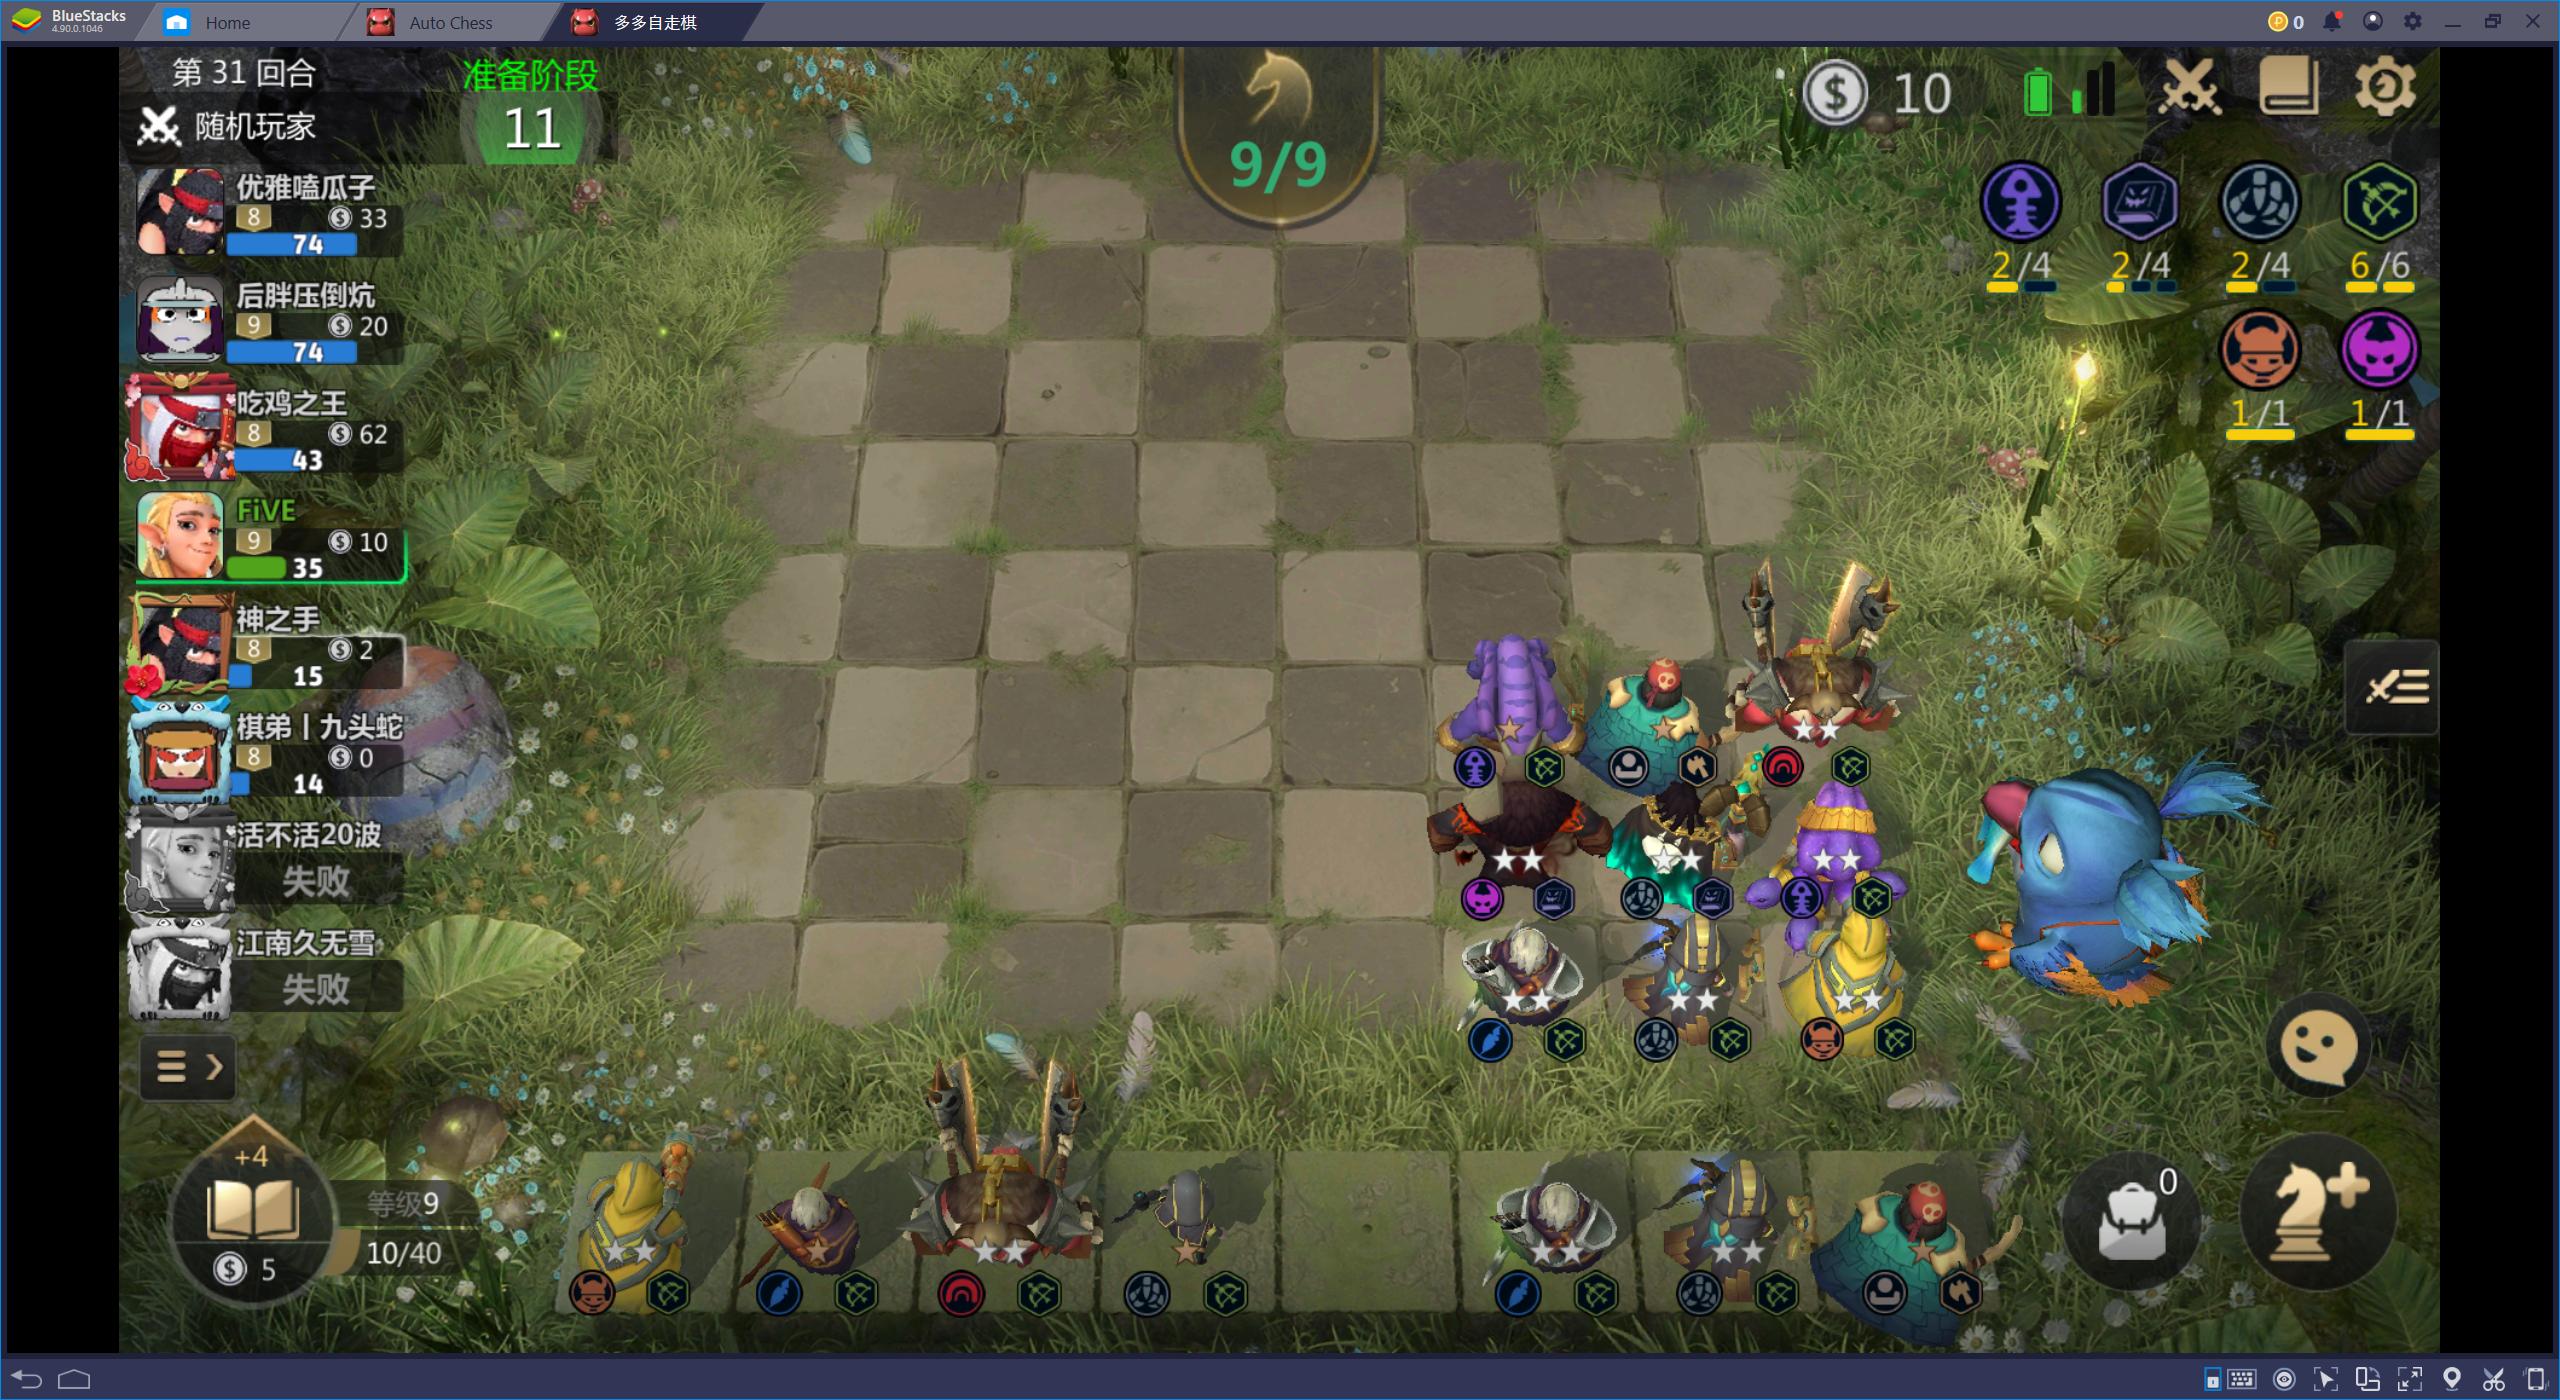 BlueStacks
4.90.0.1046
Home
Auto Chess
多多自走棋
0
第 31 回合
准备阶段
随机玩家
11
9/9
10
优雅嗑瓜子
8
33
74
后胖压倒炕
9
20
74
吃鸡之王
8
62
43
FiVE
9
10
35
神之手
8
2
15
棋弟丨九头蛇
8
0
14
活不活20波
失败
江南久无雪
失败
2/4
2/4
2/4
6/6
1/1
1/1
+4
等级9
10/40
5
0